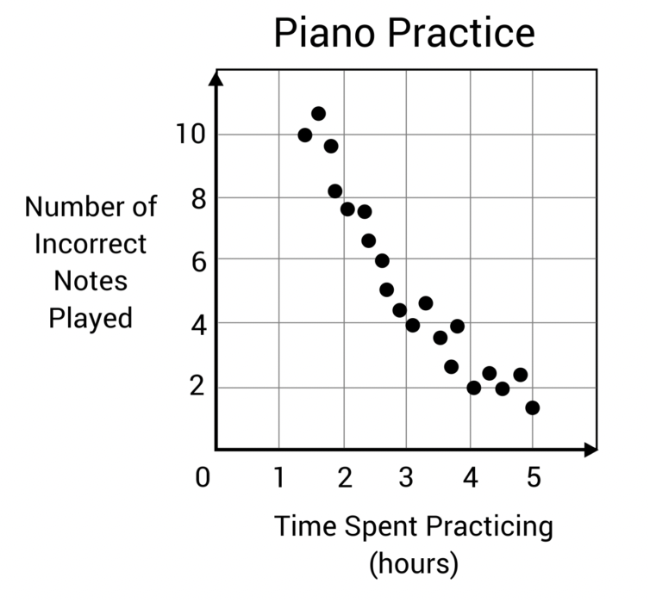 Piano Practice
10
8
6
4
2
Number of
Incorrect
Notes
Played
0 1 2 3 4 5
Time Spent Practicing
(hours)